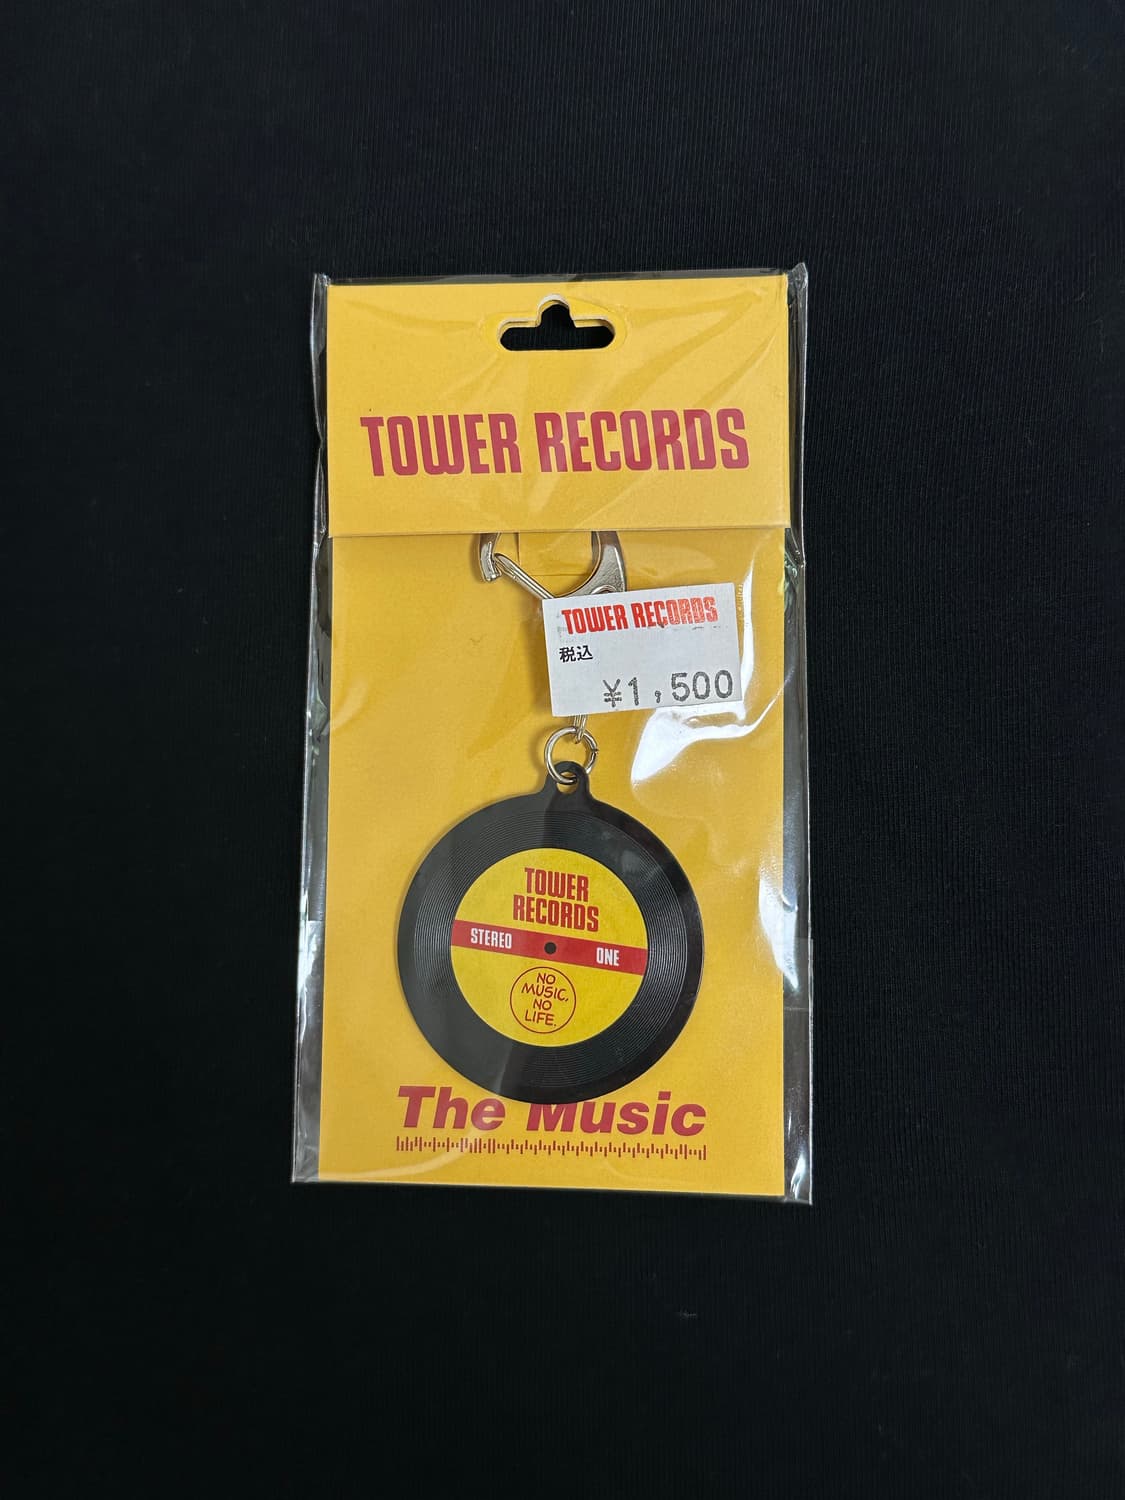 TOWER RECORDS
TOWER RECORDS
税込
¥1,500
TOWER
RECORDS
STEREO ONE
NO
MUSIC,
NO
LIFE.
The Music